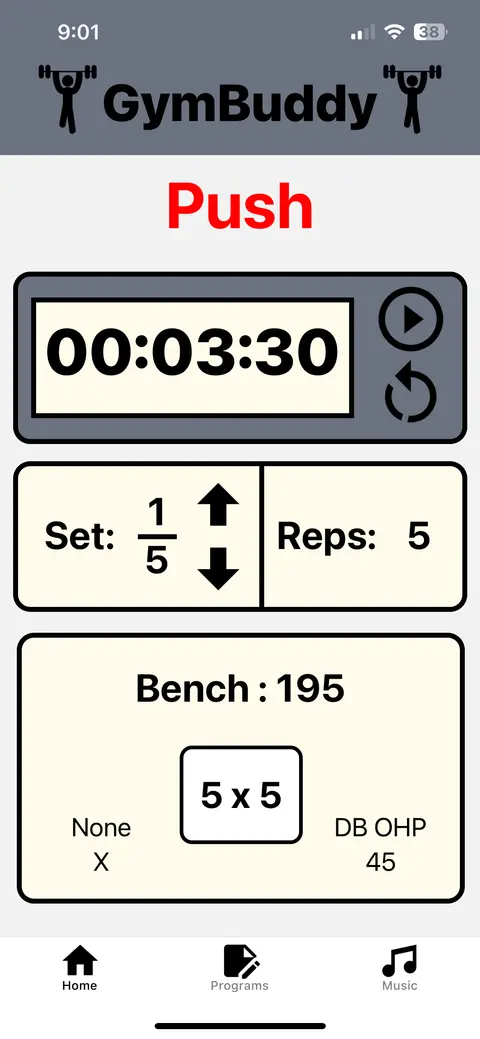 9:01
38
GymBuddy
Push
00:03:30
Set: 1/5
Reps: 5
Bench : 195
5 x 5
None
X
DB OHP
45
Home
Programs
Music